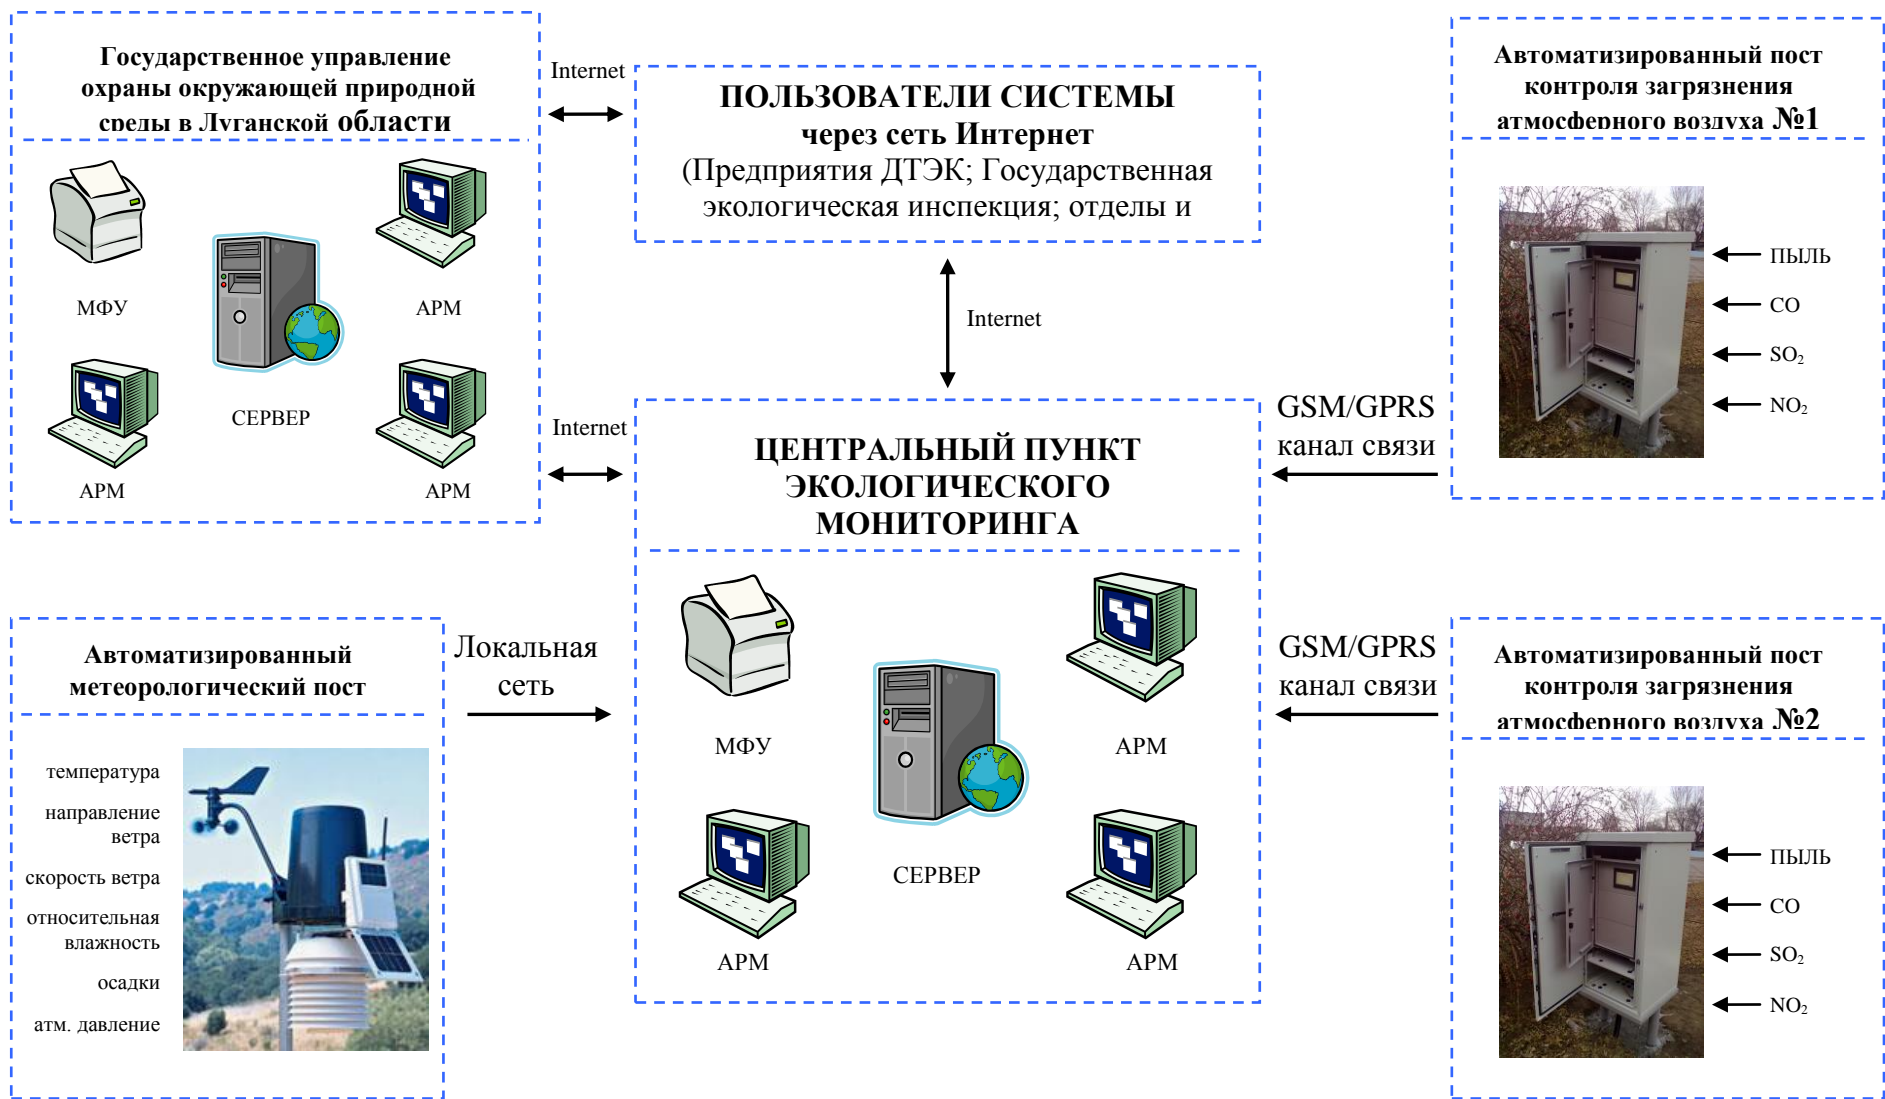 Государственное управление
охраны окружающей природной
среды в Луганской области
МФУ
АРМ
СЕРВЕР
АРМ
АРМ
Internet
Internet
ПОЛЬЗОВАТЕЛИ СИСТЕМЫ
через сеть Интернет
(Предприятия ДТЭК; Государственная
экологическая инспекция; отделы и
Internet
Автоматизированный пост
контроля загрязнения
атмосферного воздуха №1
ПЫЛЬ
CO
SO₂
NO₂
GSM/GPRS
канал связи
ЦЕНТРАЛЬНЫЙ ПУНКТ
ЭКОЛОГИЧЕСКОГО
МОНИТОРИНГА
МФУ
АРМ
СЕРВЕР
АРМ
АРМ
Автоматизированный
метеорологический пост
температура
направление
ветра
скорость ветра
относительная
влажность
осадки
атм. давление
Локальная
сеть
GSM/GPRS
канал связи
Автоматизированный пост
контроля загрязнения
атмосферного воздуха №2
ПЫЛЬ
CO
SO₂
NO₂